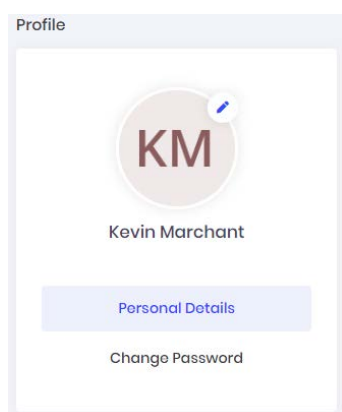 Profile
KM
Kevin Marchant
Personal Details
Change Password